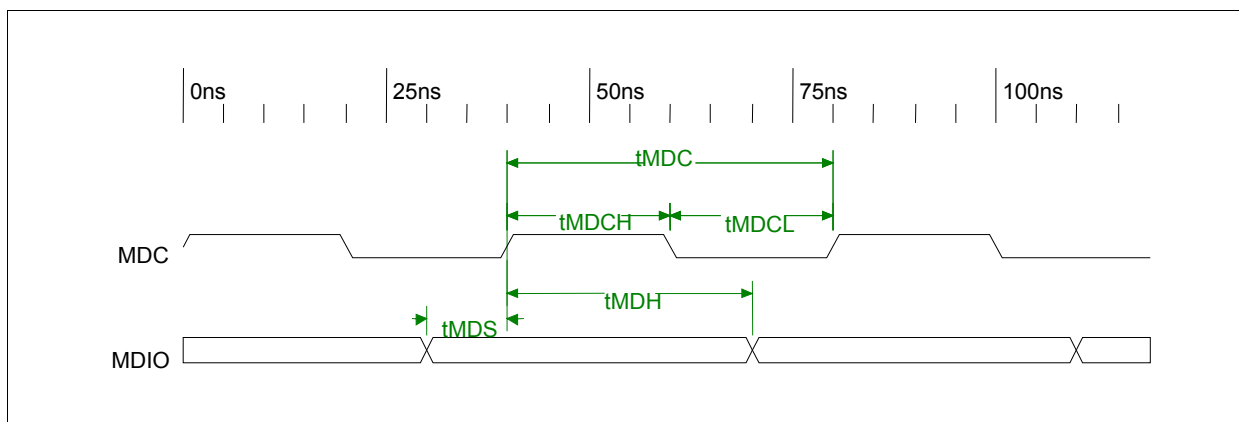 0ns 25ns 50ns 75ns 100ns
tMDC
tMDCH tMDCL
MDC
tMDH
tMDS
MDIO